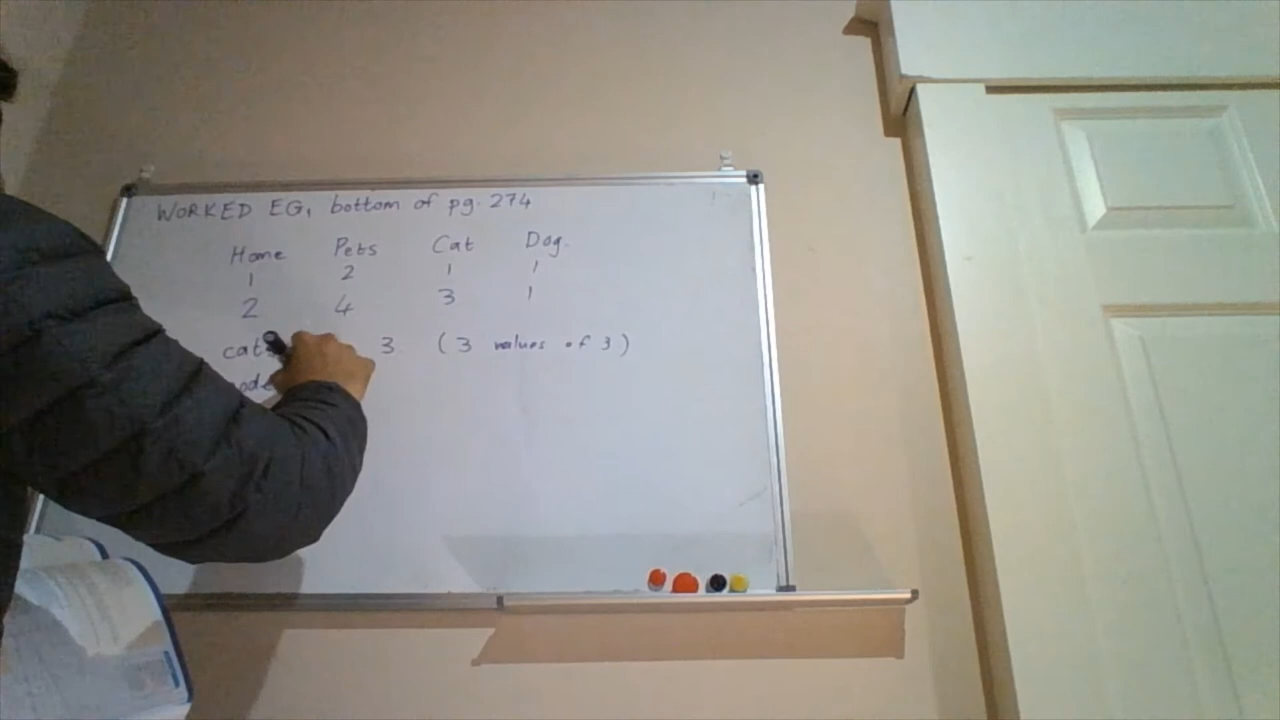 WORKED EG, bottom of pg. 274
Home Pets Cat Dog.
1 2 1 1
2 4 3 1
3 (3 values of 3)